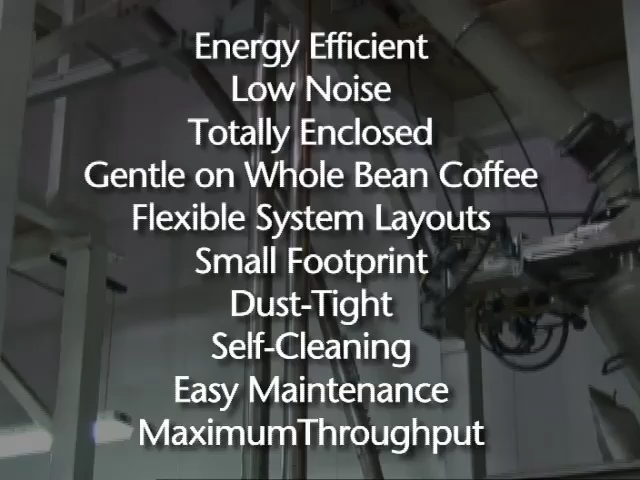 Energy Efficient
Low Noise
Totally Enclosed
Gentle on Whole Bean Coffee
Flexible System Layouts
Small Footprint
Dust-Tight
Self-Cleaning
Easy Maintenance
MaximumThroughput